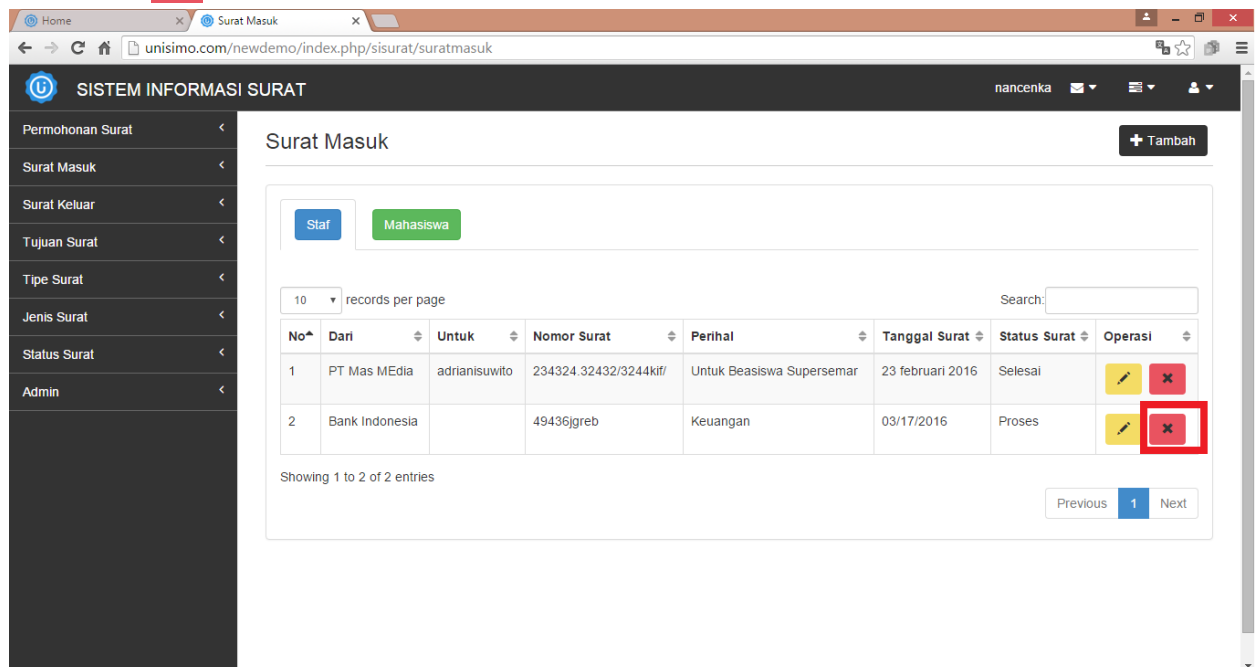 Home
Surat Masuk
unisimo.com/newdemo/index.php/sisurat/suratmasuk
SISTEM INFORMASI SURAT
nancenka
Permohonan Surat
Surat Masuk
Surat Keluar
Tujuan Surat
Tipe Surat
Jenis Surat
Status Surat
Admin
Surat Masuk
Tambah
Staf Mahasiswa
10 records per page Search:
No Dari Untuk Nomor Surat Perihal Tanggal Surat Status Surat Operasi
1 PT Mas MEdia adrianisuwito 234324.32432/3244kif/ Untuk Beasiswa Supersemar 23 februari 2016 Selesai
2 Bank Indonesia 49436jgreb Keuangan 03/17/2016 Proses
Showing 1 to 2 of 2 entries
Previous 1 Next